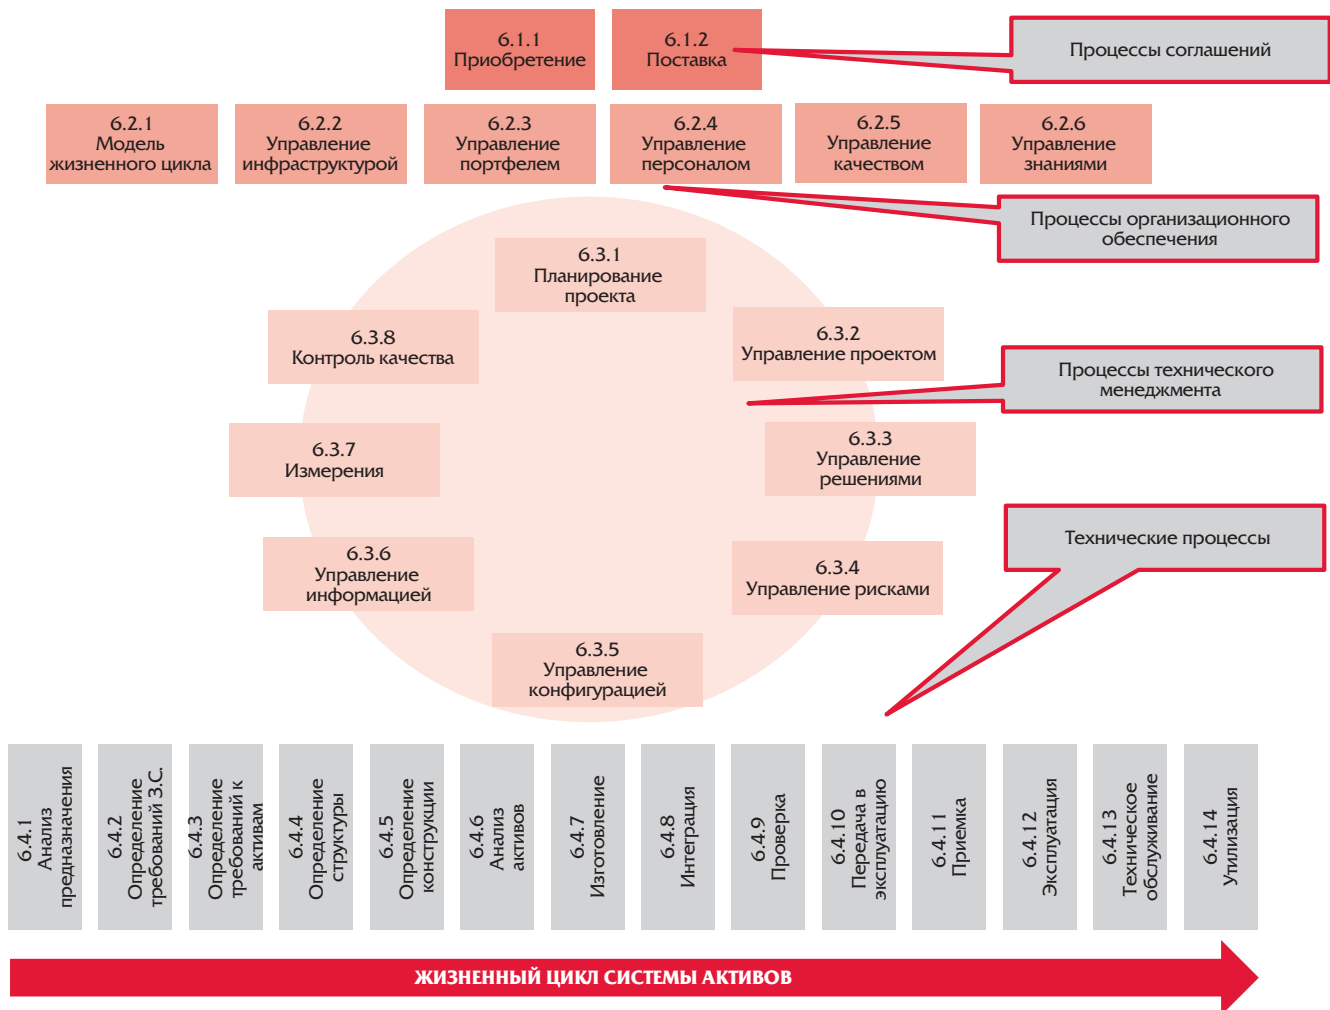 6.1.1
Приобретение
6.1.2
Поставка
Процессы соглашений
6.2.1
Модель
жизненного цикла
6.2.2
Управление
инфраструктурой
6.2.3
Управление
портфелем
6.2.4
Управление
персоналом
6.2.5
Управление
качеством
6.2.6
Управление
знаниями
Процессы организационного
обеспечения
6.3.1
Планирование
проекта
6.3.8
Контроль качества
6.3.2
Управление проектом
Процессы технического
менеджмента
6.3.7
Измерения
6.3.3
Управление
решениями
6.3.6
Управление
информацией
6.3.4
Управление рисками
Технические процессы
6.3.5
Управление
конфигурацией
6.4.1
Анализ
предназначения
6.4.2
Определение
требований З.С.
6.4.3
Определение
требований к
активам
6.4.4
Определение
структуры
6.4.5
Определение
конструкции
6.4.6
Анализ
активов
6.4.7
Изготовление
6.4.8
Интеграция
6.4.9
Проверка
6.4.10
Передача в
эксплуатацию
6.4.11
Приемка
6.4.12
Эксплуатация
6.4.13
Техническое
обслуживание
6.4.14
Утилизация
ЖИЗНЕННЫЙ ЦИКЛ СИСТЕМЫ АКТИВОВ